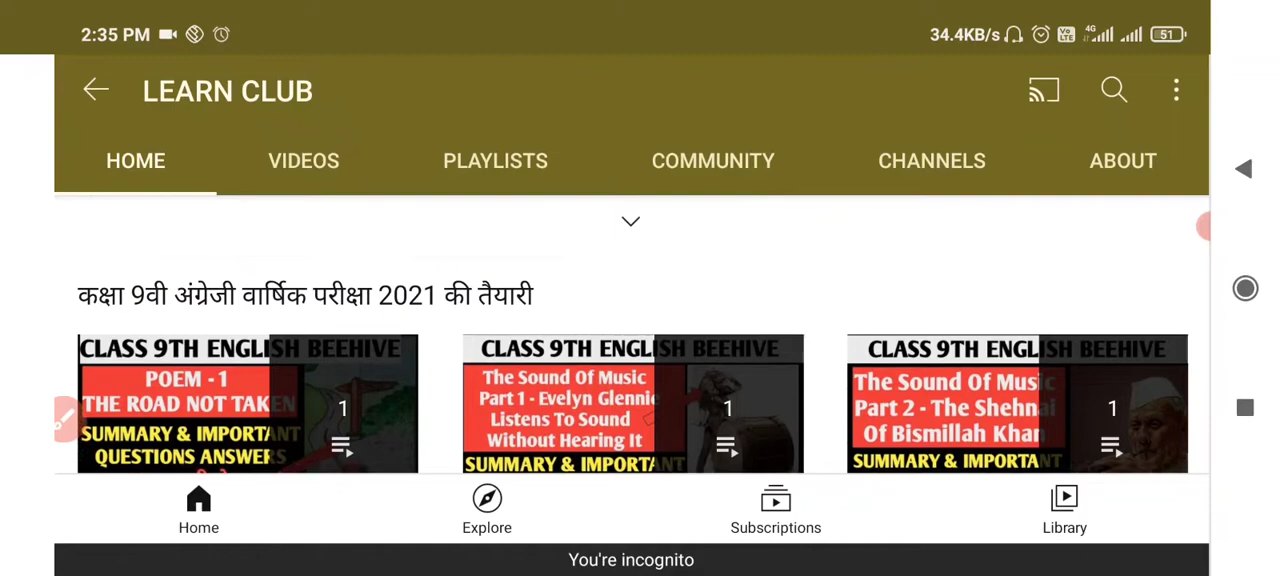 2:35 PM
34.4KB/s 4G Vo LTE 51
LEARN CLUB
HOME VIDEOS PLAYLISTS COMMUNITY CHANNELS ABOUT
कक्षा 9वी अंग्रेजी वार्षिक परीक्षा 2021 की तैयारी
CLASS 9TH ENGLISH BEEHIVE
POEM - 1
THE ROAD NOT TAKEN
SUMMARY & IMPORTANT
QUESTIONS ANSWERS
1
CLASS 9TH ENGLISH BEEHIVE
The Sound Of Music
Part 1 - Evelyn Glennie
Listens To Sound
Without Hearing It
SUMMARY & IMPORTANT
1
CLASS 9TH ENGLISH BEEHIVE
The Sound Of Music
Part 2 - The Shehnai
Of Bismillah Khan
SUMMARY & IMPORTANT
1
Home Explore Subscriptions Library
You're incognito